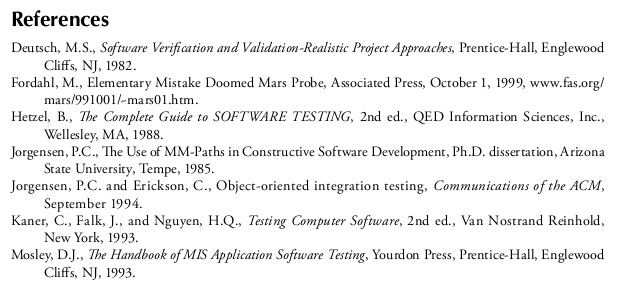 References
Deutsch, M.S., Software Verification and Validation-Realistic Project Approaches, Prentice-Hall, Englewood
Cliffs, NJ, 1982.
Fordahl, M., Elementary Mistake Doomed Mars Probe, Associated Press, October 1, 1999, www.fas.org/
mars/991001/~mars01.htm.
Hetzel, B., The Complete Guide to SOFTWARE TESTING, 2nd ed., QED Information Sciences, Inc.,
Wellesley, MA, 1988.
Jorgensen, P.C., The Use of MM-Paths in Constructive Software Development, Ph.D. dissertation, Arizona
State University, Tempe, 1985.
Jorgensen, P.C. and Erickson, C., Object-oriented integration testing, Communications of the ACM,
September 1994.
Kaner, C., Falk, J., and Nguyen, H.Q., Testing Computer Software, 2nd ed., Van Nostrand Reinhold,
New York, 1993.
Mosley, D.J., The Handbook of MIS Application Software Testing, Yourdon Press, Prentice-Hall, Englewood
Cliffs, NJ, 1993.